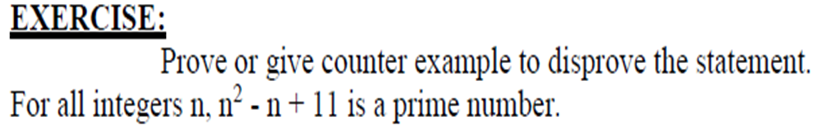 EXERCISE:
Prove or give counter example to disprove the statement.
For all integers n, n² - n + 11 is a prime number.